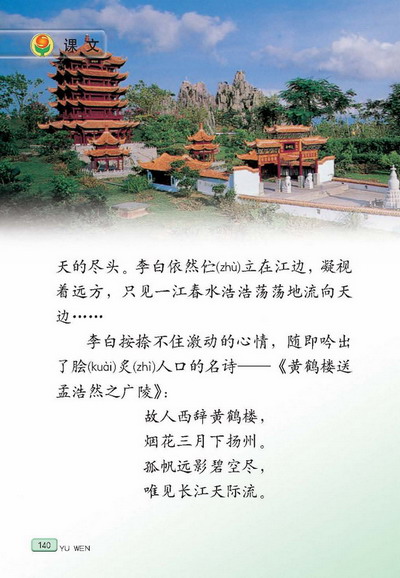 课文
天的尽头。李白依然伫(zhù)立在江边，凝视
着远方，只见一江春水浩浩荡荡地流向天
边……
李白按捺不住激动的心情，随即吟出
了脍(kuài)炙(zhì)人口的名诗——《黄鹤楼送
孟浩然之广陵》：
故人西辞黄鹤楼，
烟花三月下扬州。
孤帆远影碧空尽，
唯见长江天际流。
140
YU WEN